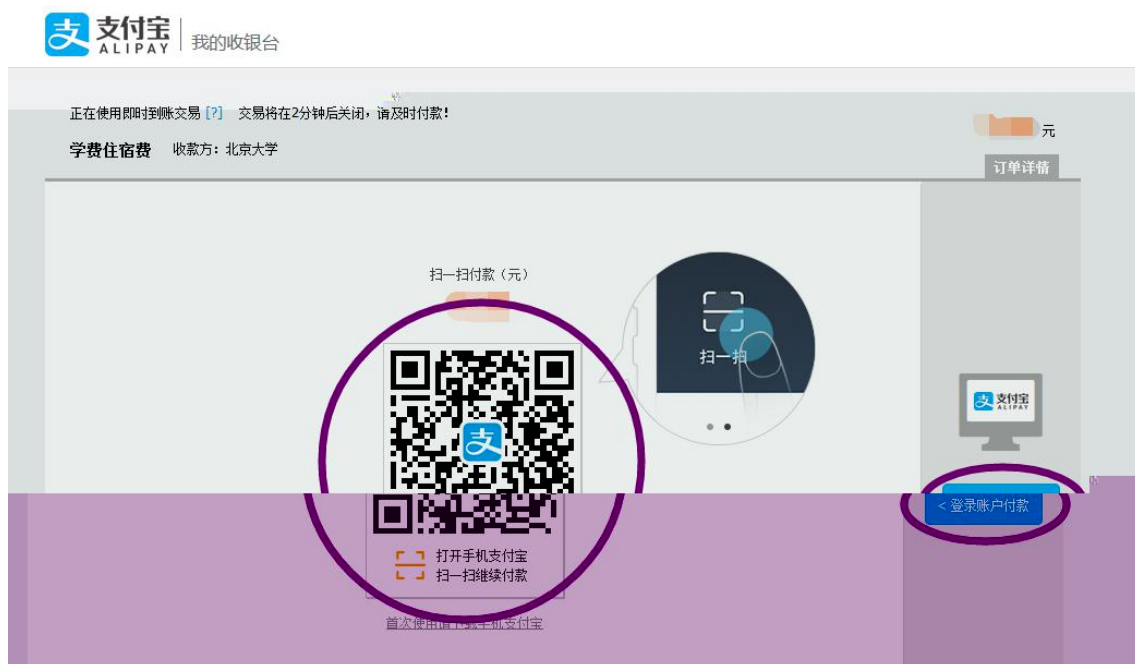 支付宝
ALIPAY
我的收银台
正在使用即时到账交易 [?] 交易将在2分钟后关闭，请及时付款！
元
学费住宿费 收款方：北京大学
订单详情
扫一扫付款（元）
扫一扫
支
支付宝
ALIPAY
< 登录账户付款
打开手机支付宝
扫一扫继续付款
首次使用请下载手机支付宝